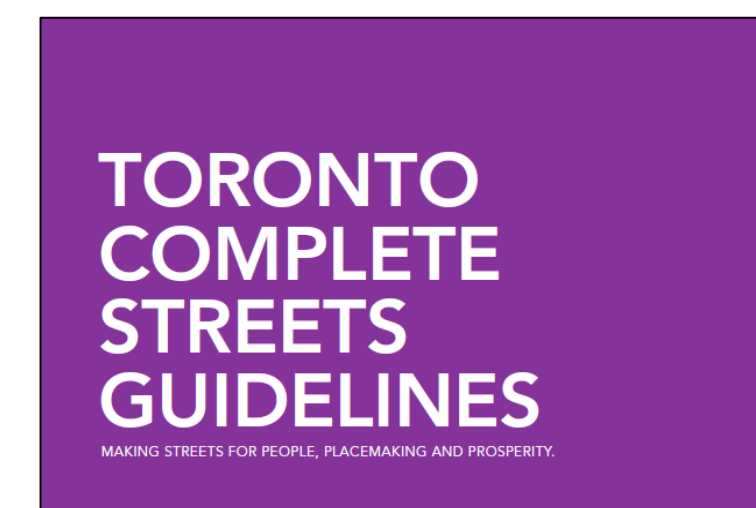 TORONTO
COMPLETE
STREETS
GUIDELINES
MAKING STREETS FOR PEOPLE, PLACEMAKING AND PROSPERITY.